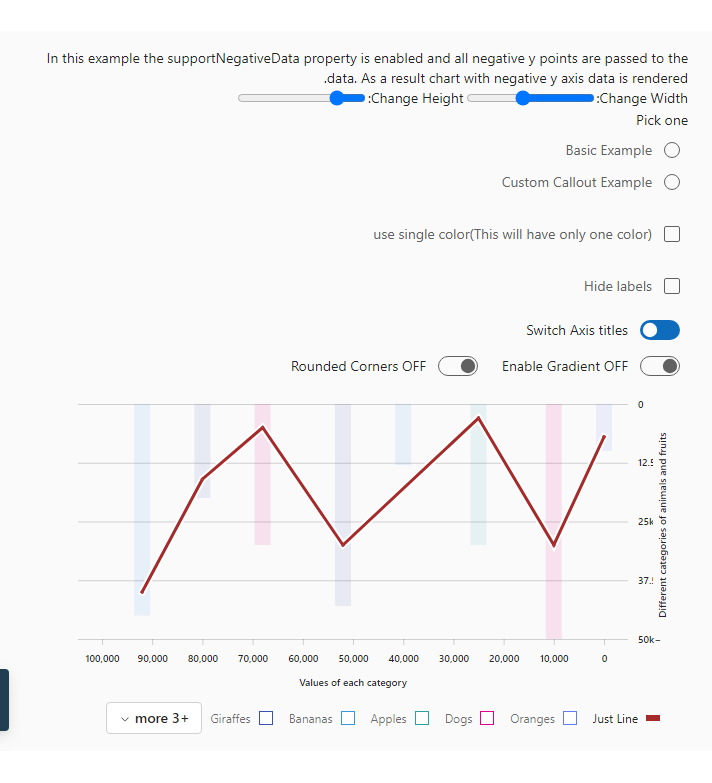 In this example the supportNegativeData property is enabled and all negative y points are passed to the
.data. As a result chart with negative y axis data is rendered
:Change Height :Change Width
Pick one
Basic Example
Custom Callout Example
use single color(This will have only one color)
Hide labels
Switch Axis titles
Rounded Corners OFF Enable Gradient OFF
0
12.5
25k
37.5
50k−
Different categories of animals and fruits
100,000 90,000 80,000 70,000 60,000 50,000 40,000 30,000 20,000 10,000 0
Values of each category
more 3+ Giraffes Bananas Apples Dogs Oranges Just Line